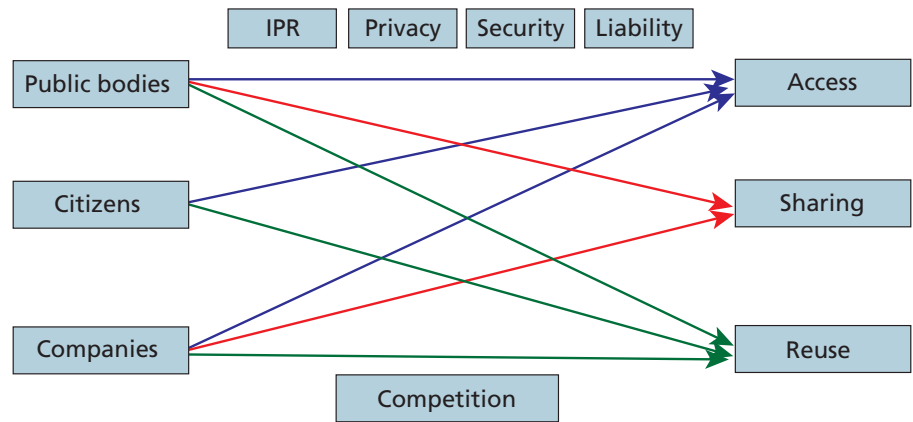 IPR
Privacy
Security
Liability
Public bodies
Access
Citizens
Sharing
Companies
Reuse
Competition